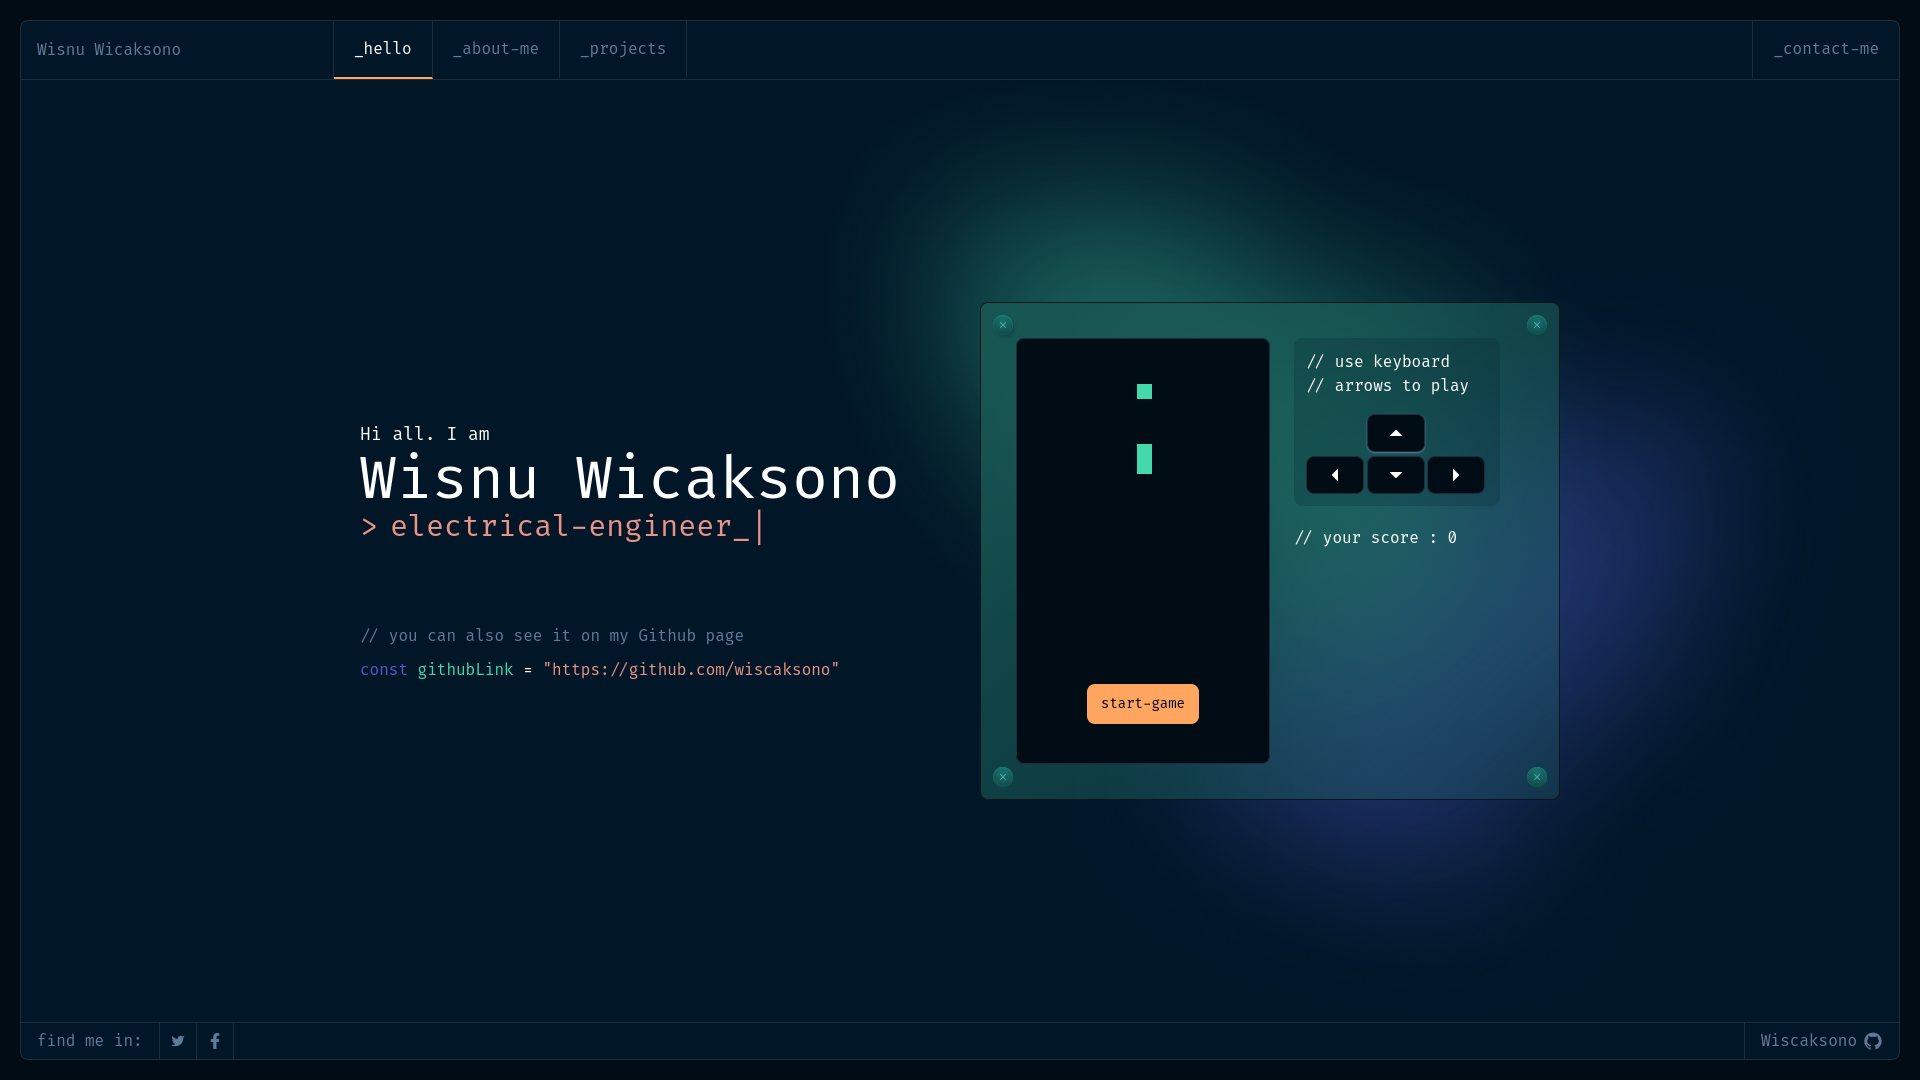 Wisnu Wicaksono
_hello
_about-me
_projects
_contact-me
Hi all. I am
Wisnu Wicaksono
> electrical-engineer_|
// you can also see it on my Github page
const githubLink = "https://github.com/wiscaksono"
// use keyboard
// arrows to play
// your score : 0
start-game
find me in:
Wiscaksono